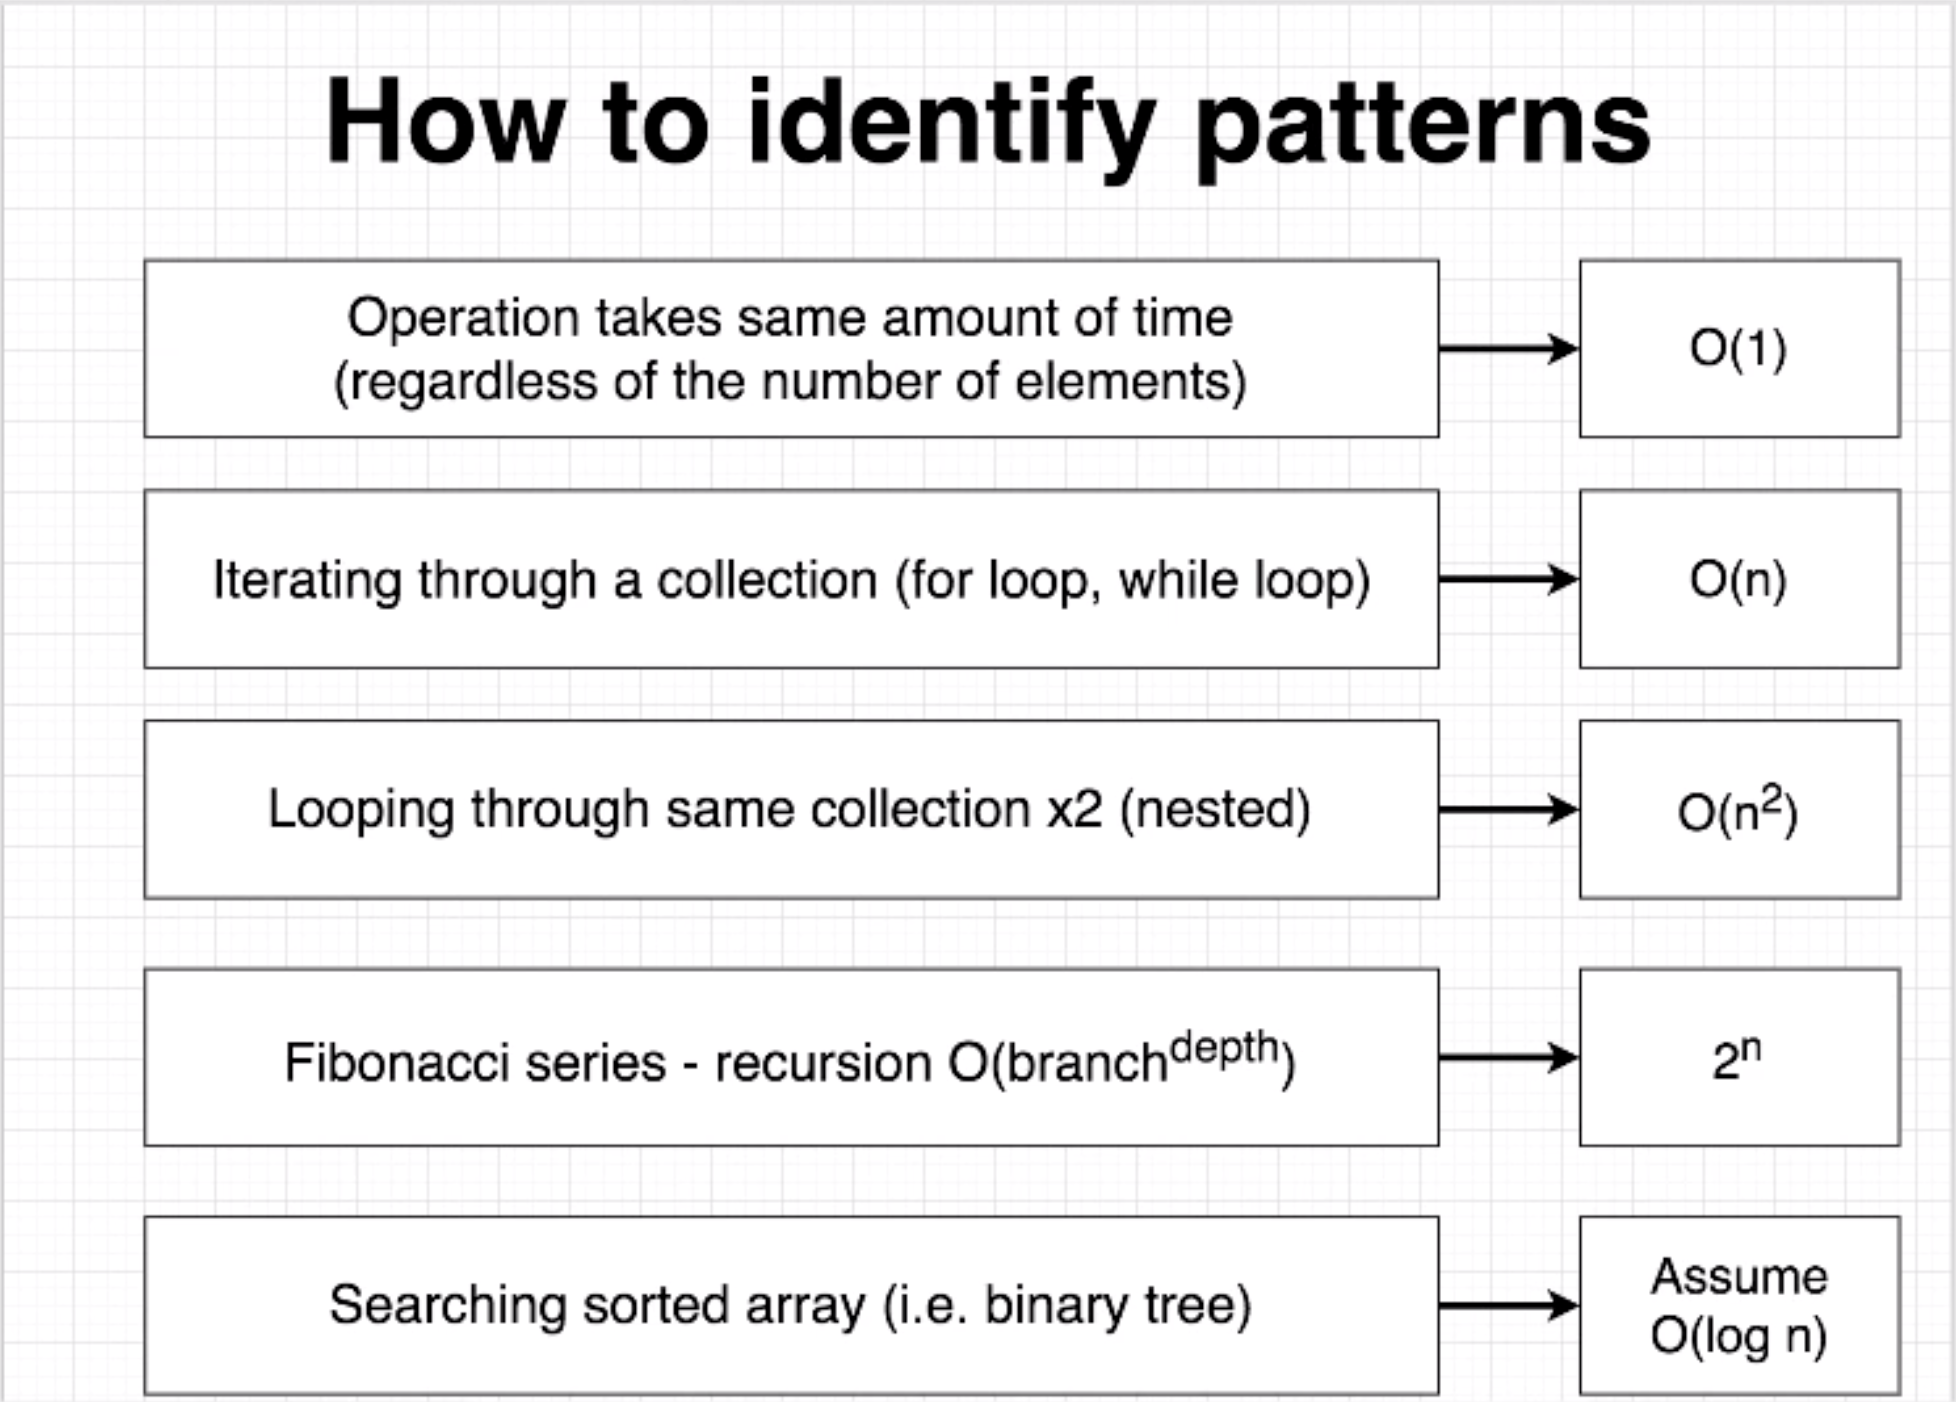 How to identify patterns
Operation takes same amount of time
(regardless of the number of elements)
O(1)
Iterating through a collection (for loop, while loop)
O(n)
Looping through same collection x2 (nested)
O(n²)
Fibonacci series - recursion O(branch^depth)
2ⁿ
Searching sorted array (i.e. binary tree)
Assume
O(log n)